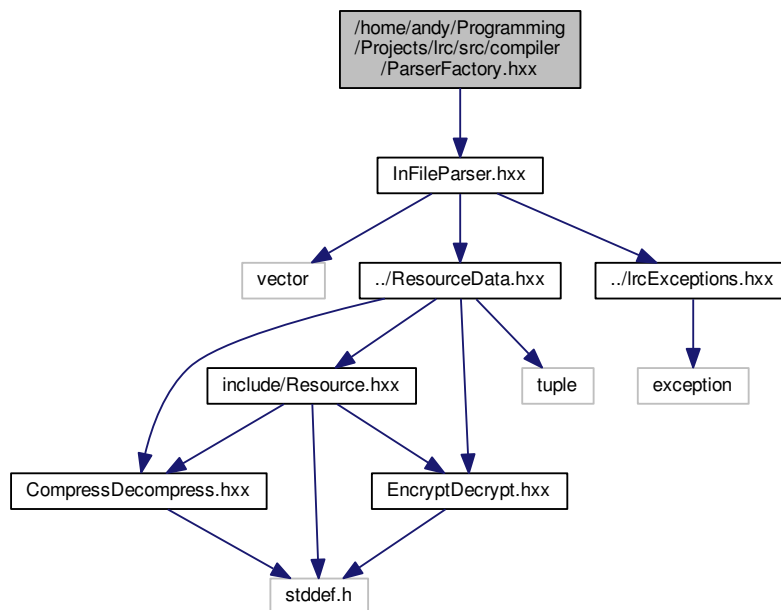 /home/andy/Programming
/Projects/lrc/src/compiler
/ParserFactory.hxx
InFileParser.hxx
vector
../ResourceData.hxx
../lrcExceptions.hxx
include/Resource.hxx
tuple
exception
CompressDecompress.hxx
EncryptDecrypt.hxx
stddef.h